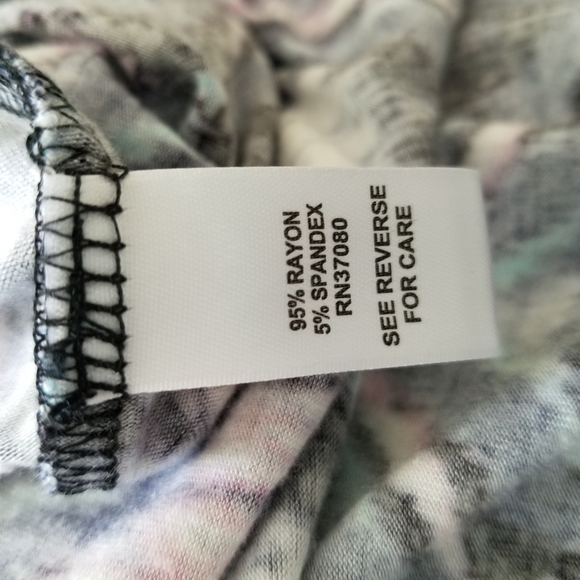 95% RAYON
5% SPANDEX
RN37080
SEE REVERSE
FOR CARE